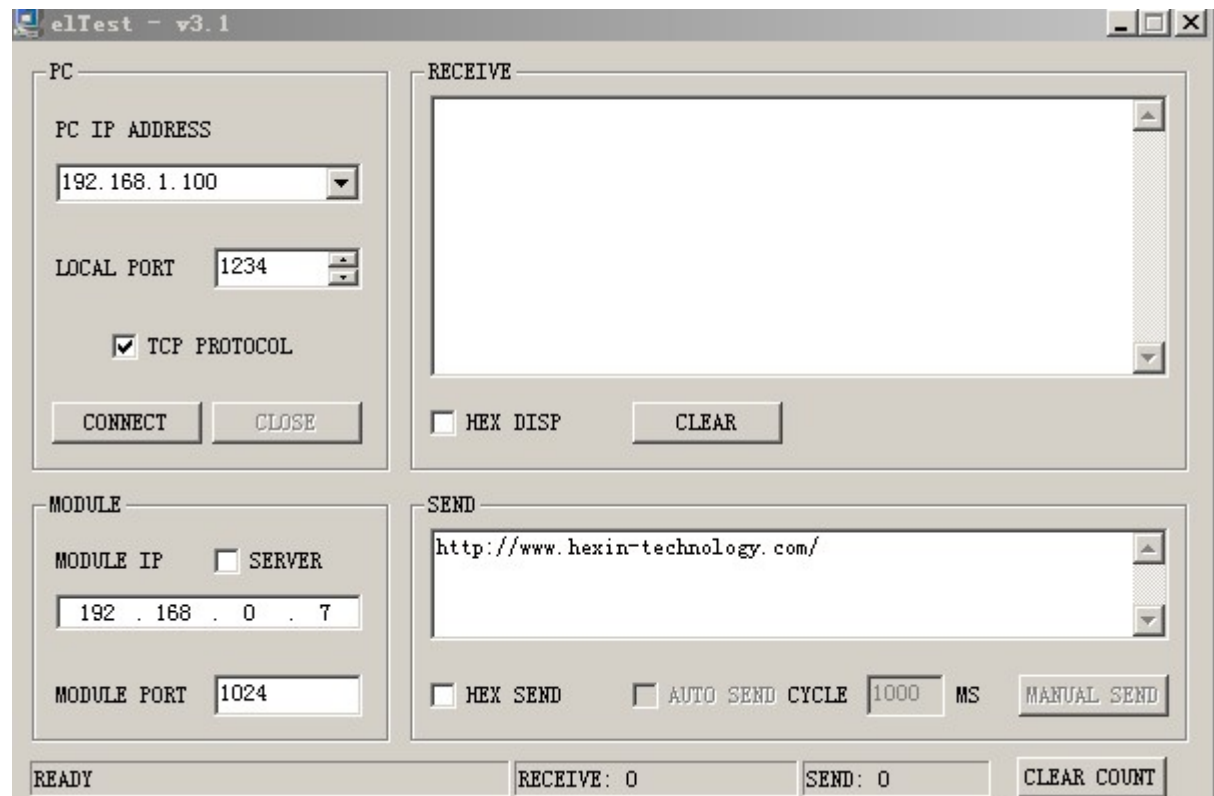 elTest - v3.1
PC
PC IP ADDRESS
192.168.1.100
LOCAL PORT 1234
TCP PROTOCOL
CONNECT CLOSE
RECEIVE
HEX DISP CLEAR
MODULE
MODULE IP SERVER
192 . 168 . 0 . 7
MODULE PORT 1024
SEND
http://www.hexin-technology.com/
HEX SEND AUTO SEND CYCLE 1000 MS MANUAL SEND
READY RECEIVE: 0 SEND: 0 CLEAR COUNT